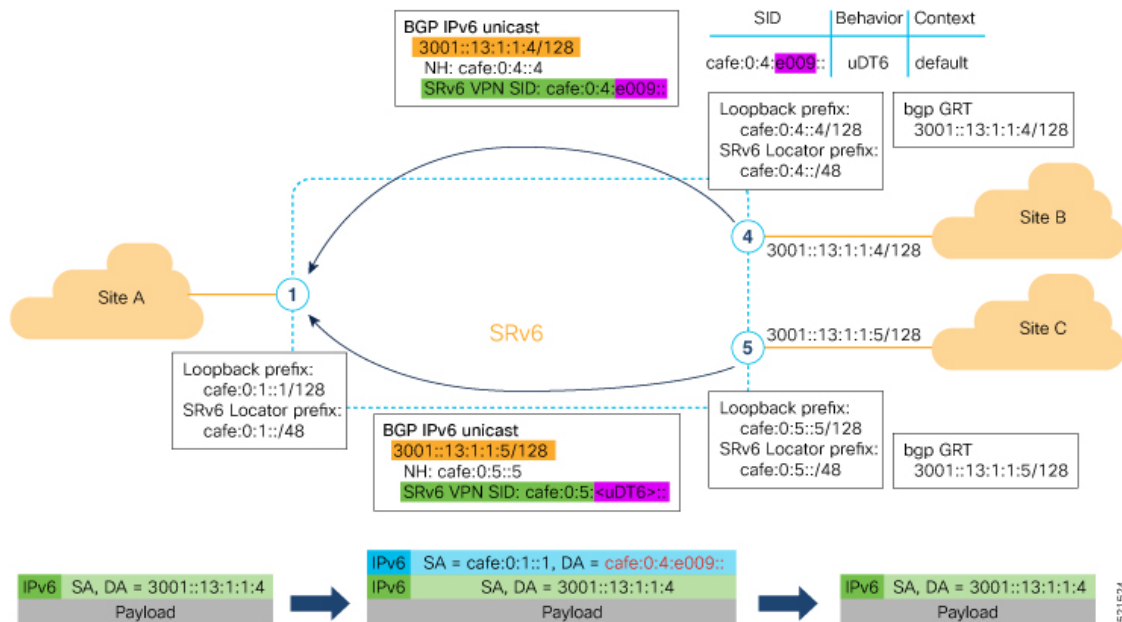 BGP IPv6 unicast
3001::13:1:1:4/128
NH: cafe:0:4::4
SRv6 VPN SID: cafe:0:4:e009::
SID Behavior Context
cafe:0:4:e009:: uDT6 default
Loopback prefix:
cafe:0:4::4/128
SRv6 Locator prefix:
cafe:0:4::/48
bgp GRT
3001::13:1:1:4/128
Site A
1
SRv6
4
3001::13:1:1:4/128
Site B
5
3001::13:1:1:5/128
Site C
Loopback prefix:
cafe:0:1::1/128
SRv6 Locator prefix:
cafe:0:1::/48
BGP IPv6 unicast
3001::13:1:1:5/128
NH: cafe:0:5::5
SRv6 VPN SID: cafe:0:5:<uDT6>::
Loopback prefix:
cafe:0:5::5/128
SRv6 Locator prefix:
cafe:0:5::/48
bgp GRT
3001::13:1:1:5/128
IPv6 SA, DA = 3001::13:1:1:4
Payload
IPv6 SA = cafe:0:1::1, DA = cafe:0:4:e009::
IPv6 SA, DA = 3001::13:1:1:4
Payload
IPv6 SA, DA = 3001::13:1:1:4
Payload